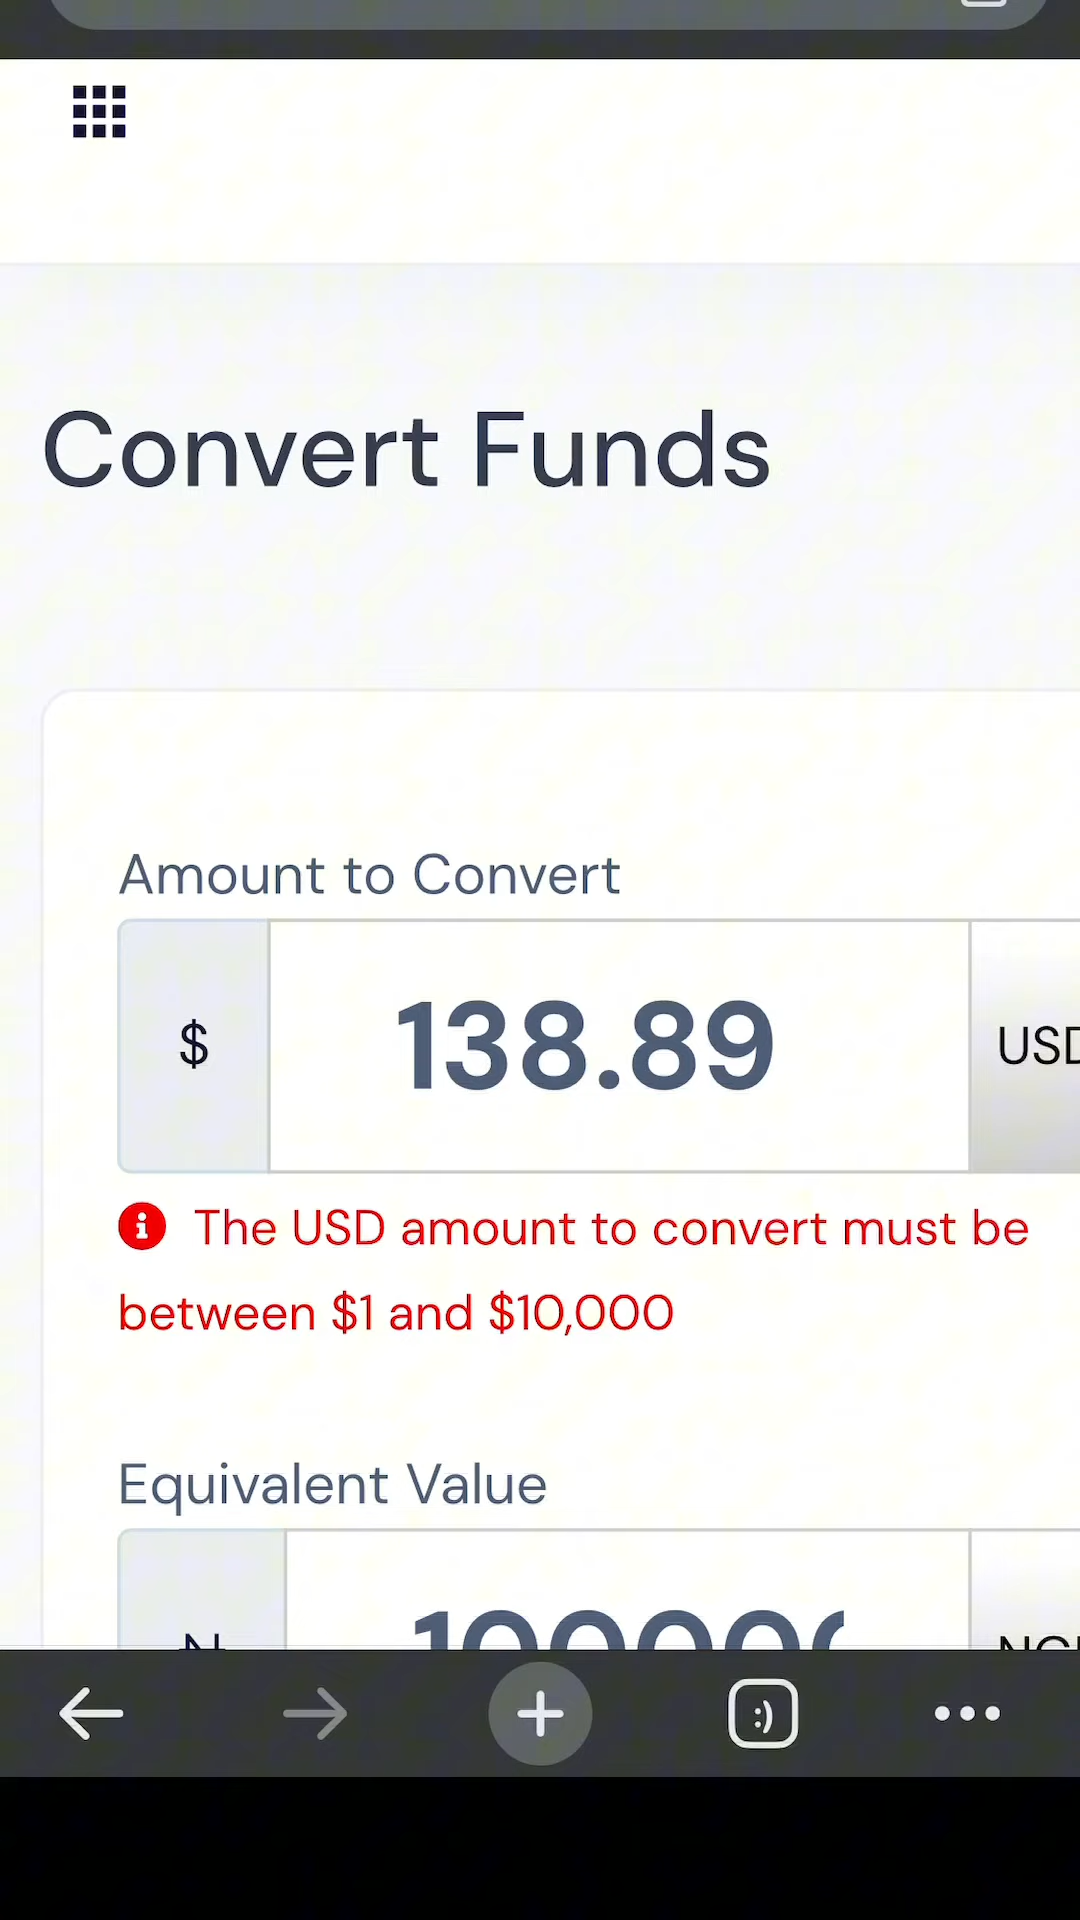 Convert Funds
Amount to Convert
$ 138.89 USD
The USD amount to convert must be
between $1 and $10,000
Equivalent Value
:)